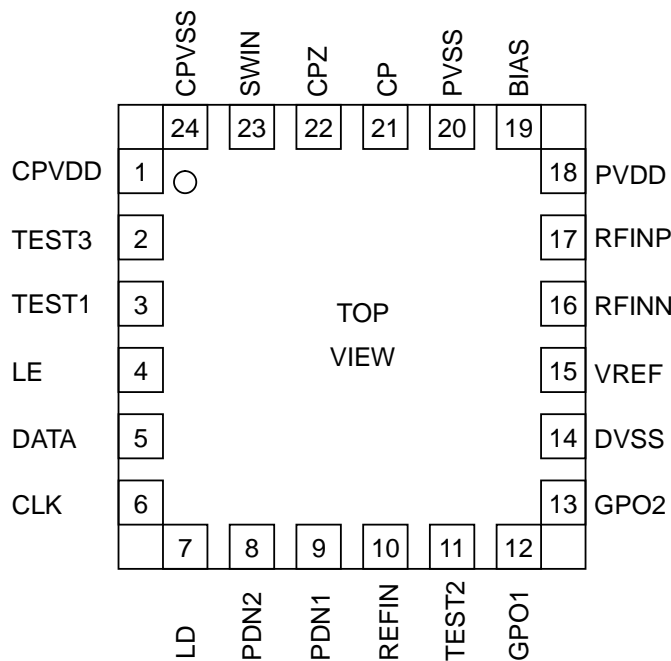 CPVSS
SWIN
CPZ
CP
PVSS
BIAS
24 23 22 21 20 19
CPVDD 1 18 PVDD
TEST3 2 17 RFINP
TEST1 3 TOP 16 RFINN
LE 4 VIEW 15 VREF
DATA 5 14 DVSS
CLK 6 13 GPO2
7 8 9 10 11 12
LD
PDN2
PDN1
REFIN
TEST2
GPO1